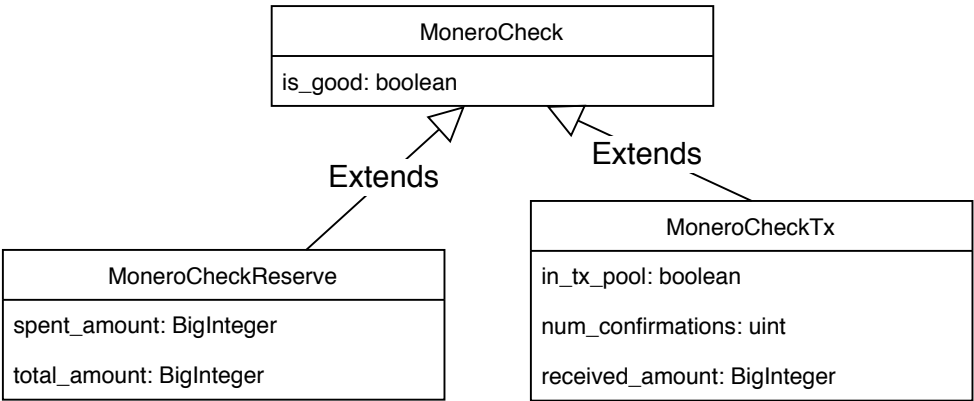 MoneroCheck
is_good: boolean
Extends
Extends
MoneroCheckReserve
spent_amount: BigInteger
total_amount: BigInteger
MoneroCheckTx
in_tx_pool: boolean
num_confirmations: uint
received_amount: BigInteger